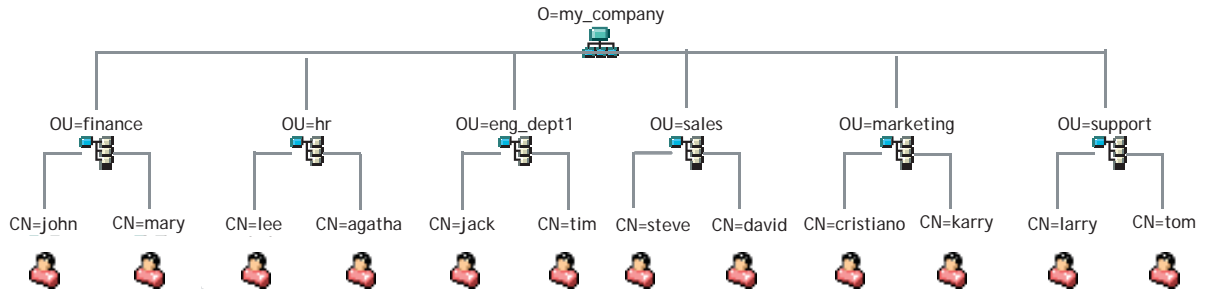 O=my_company
OU=finance OU=hr OU=eng_dept1 OU=sales OU=marketing OU=support
CN=john CN=mary CN=lee CN=agatha CN=jack CN=tim CN=steve CN=david CN=cristiano CN=karry CN=larry CN=tom